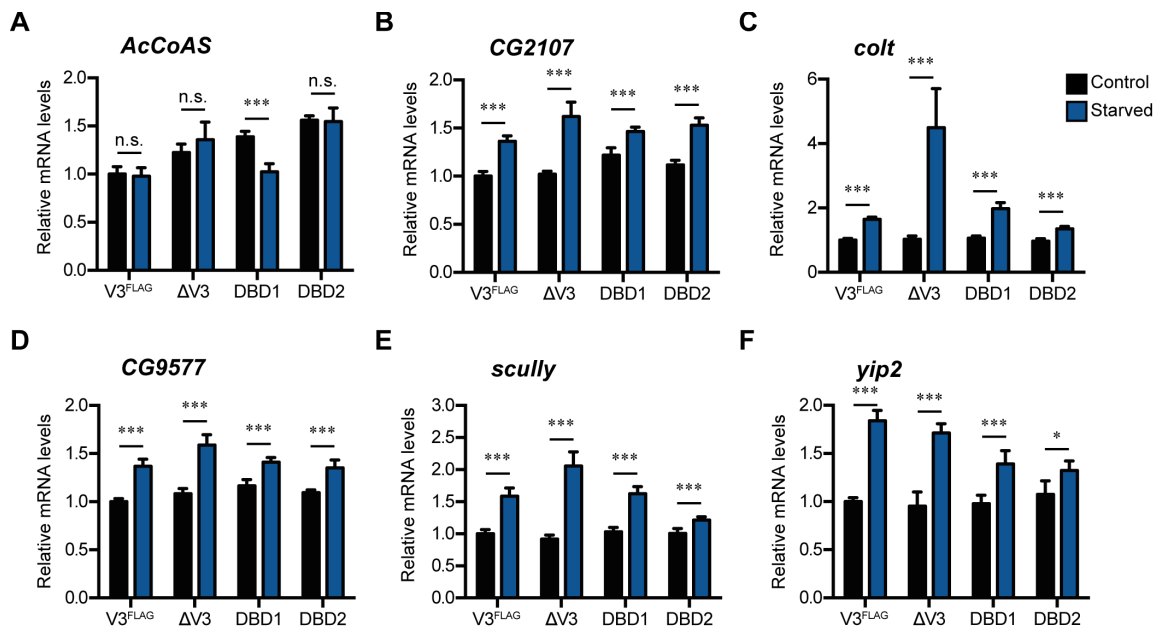 A
AcCoAS
Relative mRNA levels
2.0
1.5
1.0
0.5
0.0
n.s.
n.s.
***
n.s.
V3FLAG
ΔV3
DBD1
DBD2
B
CG2107
Relative mRNA levels
2.0
1.5
1.0
0.5
0.0
***
***
***
***
V3FLAG
ΔV3
DBD1
DBD2
C
colt
Relative mRNA levels
6
4
2
0
***
***
***
***
V3FLAG
ΔV3
DBD1
DBD2
Control
Starved
D
CG9577
Relative mRNA levels
2.0
1.5
1.0
0.5
0.0
***
***
***
***
V3FLAG
ΔV3
DBD1
DBD2
E
scully
Relative mRNA levels
3.0
2.5
2.0
1.5
1.0
0.5
0.0
***
***
***
***
V3FLAG
ΔV3
DBD1
DBD2
F
yip2
Relative mRNA levels
2.0
1.5
1.0
0.5
0.0
***
***
***
*
V3FLAG
ΔV3
DBD1
DBD2